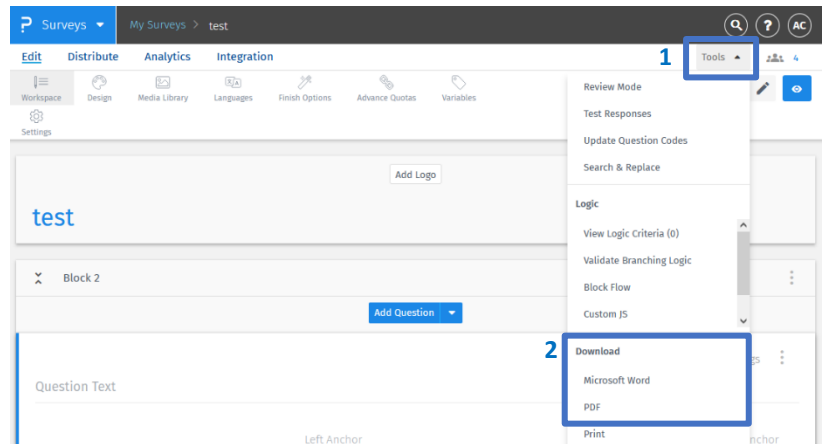 Surveys
My Surveys > test
? AC
Edit Distribute Analytics Integration
1 Tools 4
Workspace Design Media Library Languages Finish Options Advance Quotas Variables
Settings
Review Mode
Test Responses
Update Question Codes
Search & Replace
Add Logo
test
Logic
View Logic Criteria (0)
Validate Branching Logic
Block Flow
Custom JS
Block 2
Add Question
2 Download
Microsoft Word
PDF
Print
Question Text
Left Anchor